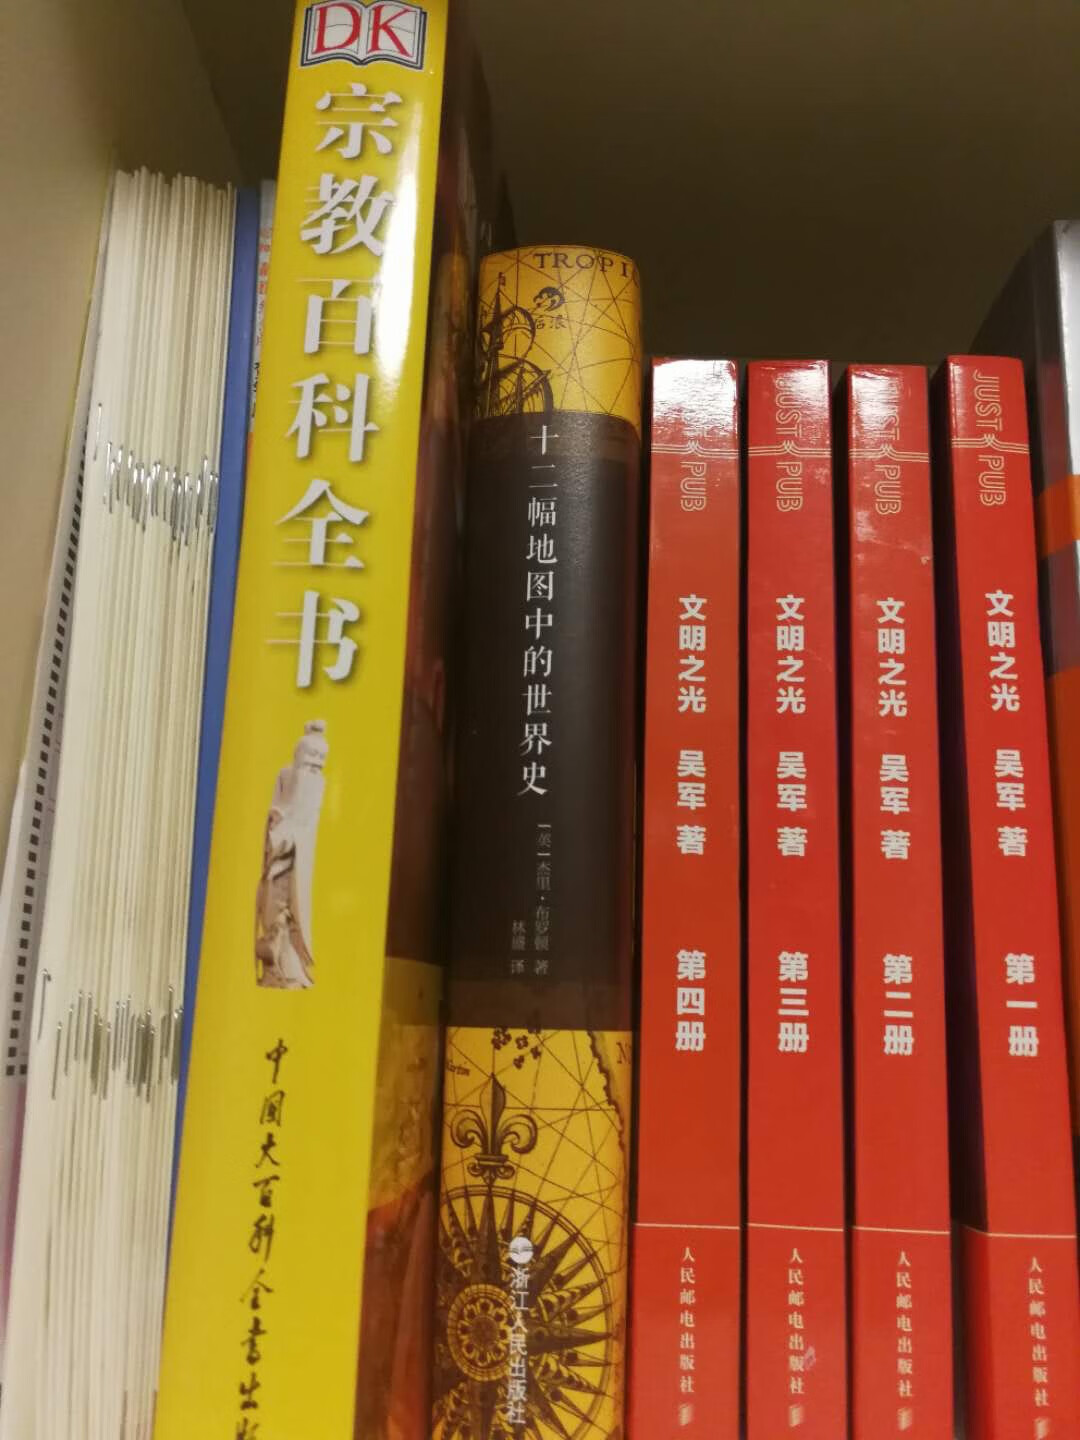 DK
宗教百科全书
中国大百科全书出版
TROPI
后浪
十二幅地图中的世界史
[英]杰里·布罗顿 著
林盛 译
浙江人民出版社
JUST PUB
文明之光 吴军 著 第四册
人民邮电出版社
JUST PUB
文明之光 吴军 著 第三册
人民邮电出版社
JUST PUB
文明之光 吴军 著 第二册
人民邮电出版社
JUST PUB
文明之光 吴军 著 第一册
人民邮电出版社